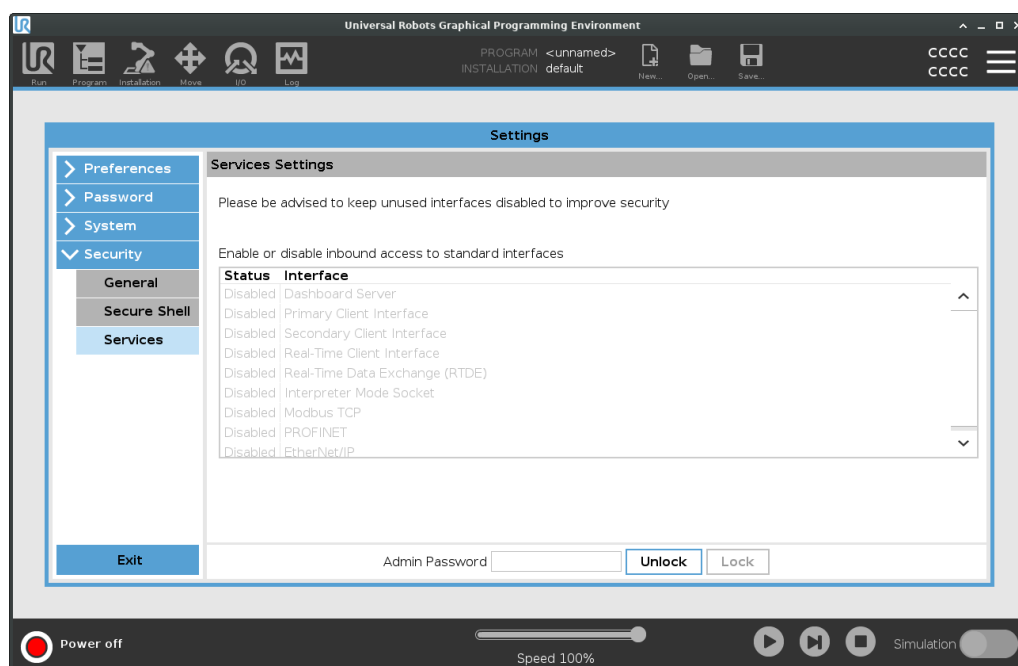 UR
Universal Robots Graphical Programming Environment
UR
Run
Program
Installation
Move
I/O
Log
PROGRAM <unnamed>
INSTALLATION default
New...
Open...
Save...
CCCC
CCCC
Settings
Preferences
Password
System
Security
General
Secure Shell
Services
Exit
Services Settings
Please be advised to keep unused interfaces disabled to improve security
Enable or disable inbound access to standard interfaces
Status Interface
Disabled Dashboard Server
Disabled Primary Client Interface
Disabled Secondary Client Interface
Disabled Real-Time Client Interface
Disabled Real-Time Data Exchange (RTDE)
Disabled Interpreter Mode Socket
Disabled Modbus TCP
Disabled PROFINET
Disabled EtherNet/IP
Admin Password Unlock Lock
Power off
Speed 100%
Simulation